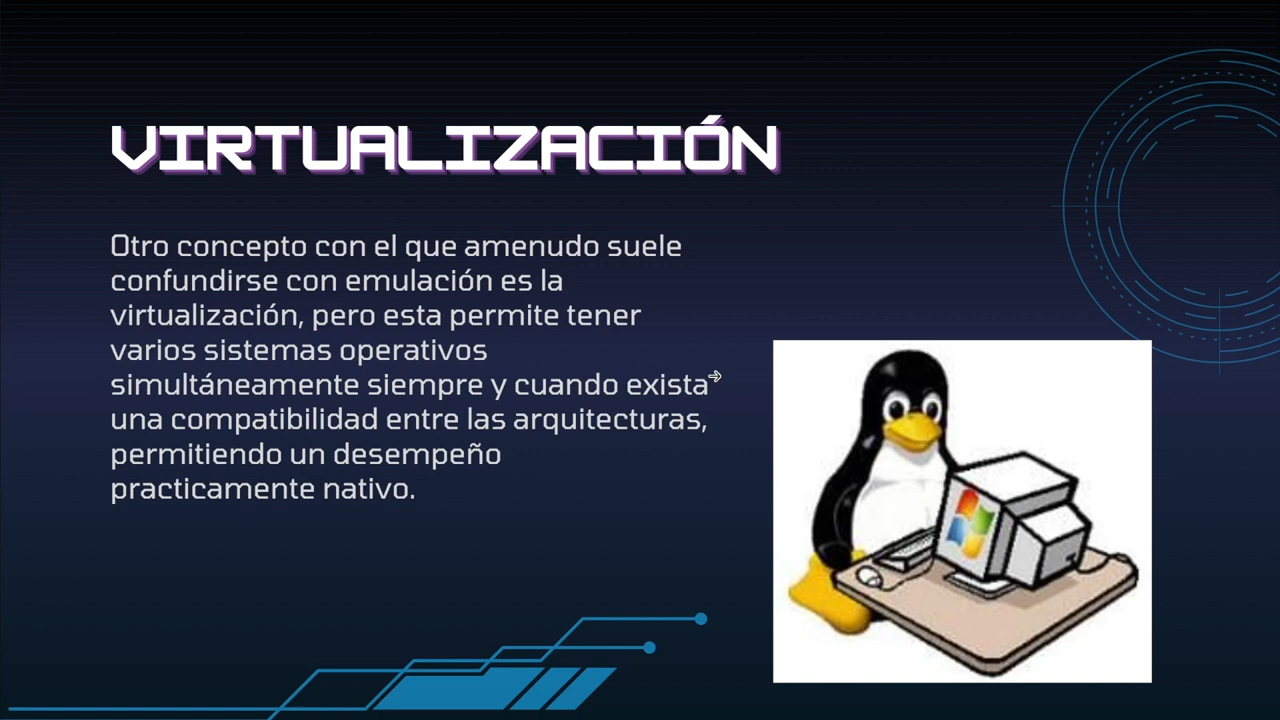 VIRTUALIZACIÓN
Otro concepto con el que amenudo suele
confundirse con emulación es la
virtualización, pero esta permite tener
varios sistemas operativos
simultáneamente siempre y cuando exista
una compatibilidad entre las arquitecturas,
permitiendo un desempeño
practicamente nativo.